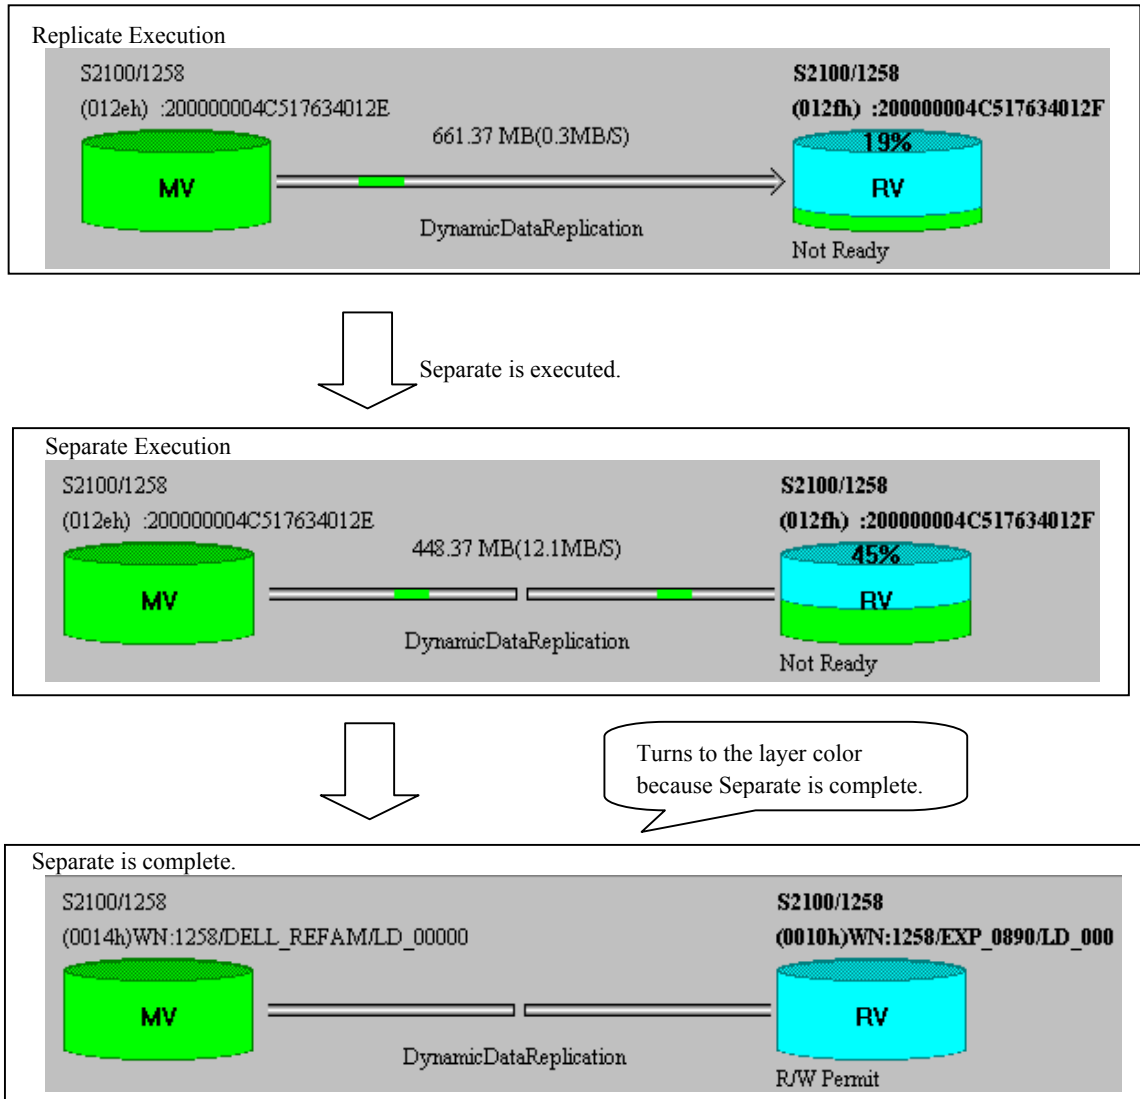 Replicate Execution
S2100/1258
(012eh) :200000004C517634012E
S2100/1258
(012fh) :200000004C517634012F
661.37 MB(0.3MB/S)
19%
MV
RV
DynamicDataReplication
Not Ready
Separate is executed.
Separate Execution
S2100/1258
(012eh) :200000004C517634012E
S2100/1258
(012fh) :200000004C517634012F
448.37 MB(12.1MB/S)
45%
MV
RV
DynamicDataReplication
Not Ready
Turns to the layer color
because Separate is complete.
Separate is complete.
S2100/1258
(0014h)WN:1258/DELL_REFAM/LD_00000
S2100/1258
(0010h)WN:1258/EXP_0890/LD_000
MV
RV
DynamicDataReplication
R/W Permit